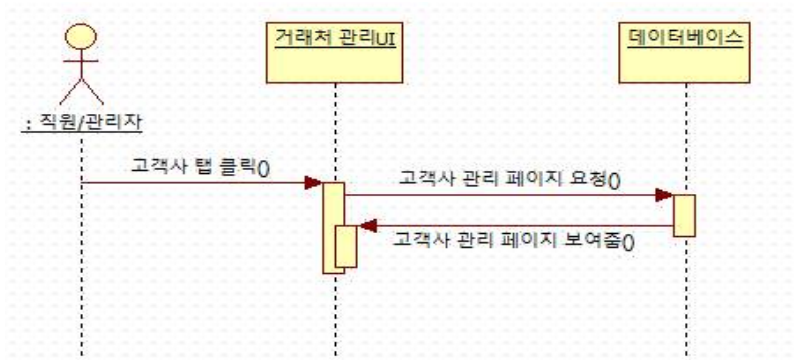 거래처 관리UI
데이터베이스
: 직원/관리자
고객사 탭 클릭()
고객사 관리 페이지 요청()
고객사 관리 페이지 보여줌()